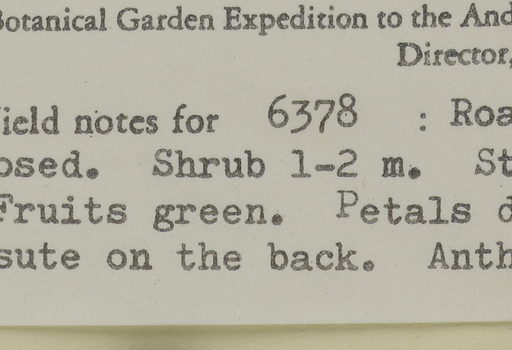 Botanical Garden Expedition to the And
Director,
ield notes for 6378 : Roa
osed. Shrub 1-2 m. St
Fruits green. Petals d
sute on the back. Anth